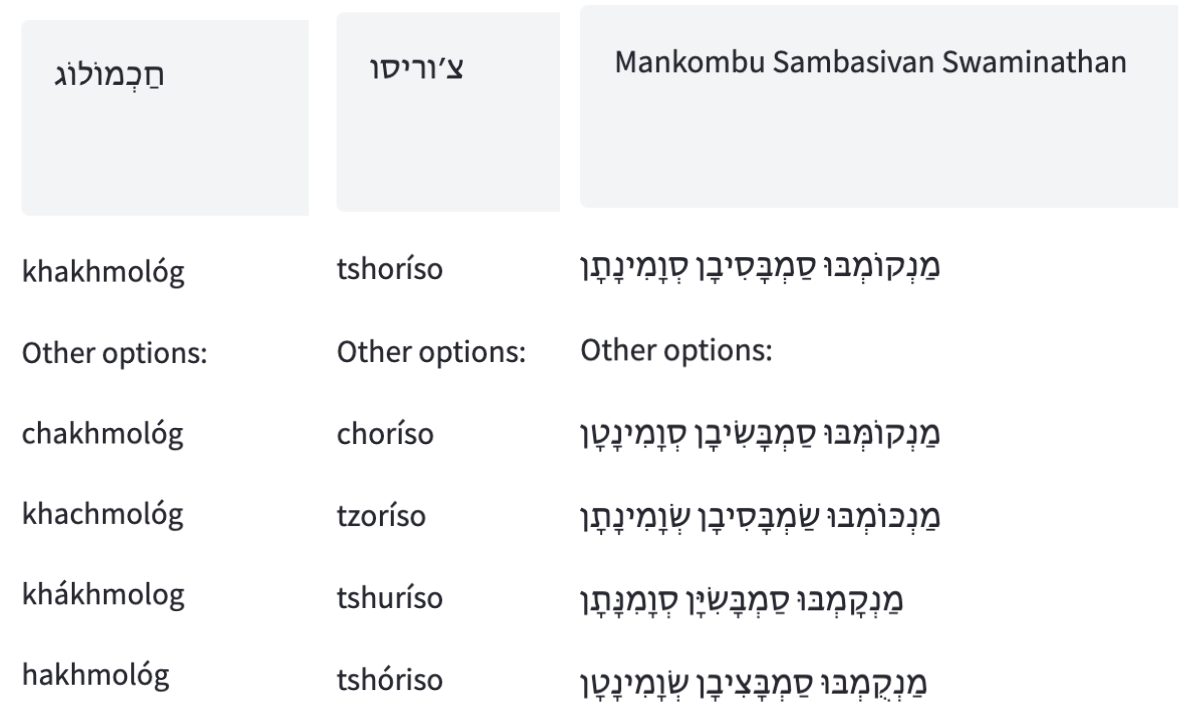 חַכְמוֹלוֹג
khakhmológ
Other options:
chakhmológ
khachmológ
khákhmolog
hakhmológ
צ׳וריסו
tshoríso
Other options:
choríso
tzoríso
tshuríso
tshóriso
Mankombu Sambasivan Swaminathan
מַנְקוֹמְבּוּ סַמְבָּסִיבָן סְוָמִינָתָן
Other options:
מַנְקוֹמְּבּוּ סַמְבָּשִׂיבָן סְוָמִינָטָן
מַנְכּוֹמְבּוּ שַׂמְבָּסִיבָן שְׂוָמִינָתָן
מַנְקָמְבּוּ סַמְבָּשִׂיָּן סְוָמִנָּתָן
מַנְקֻמְבּוּ סַמְבָּצִיבָן שְׂוָמִינָטָן